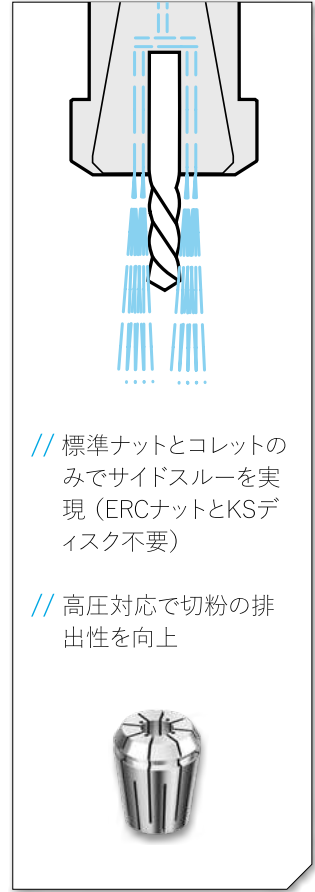 // 標準ナットとコレットの
みでサイドスルーを実
現（ERCナットとKSデ
ィスク不要）
// 高圧対応で切粉の排
出性を向上